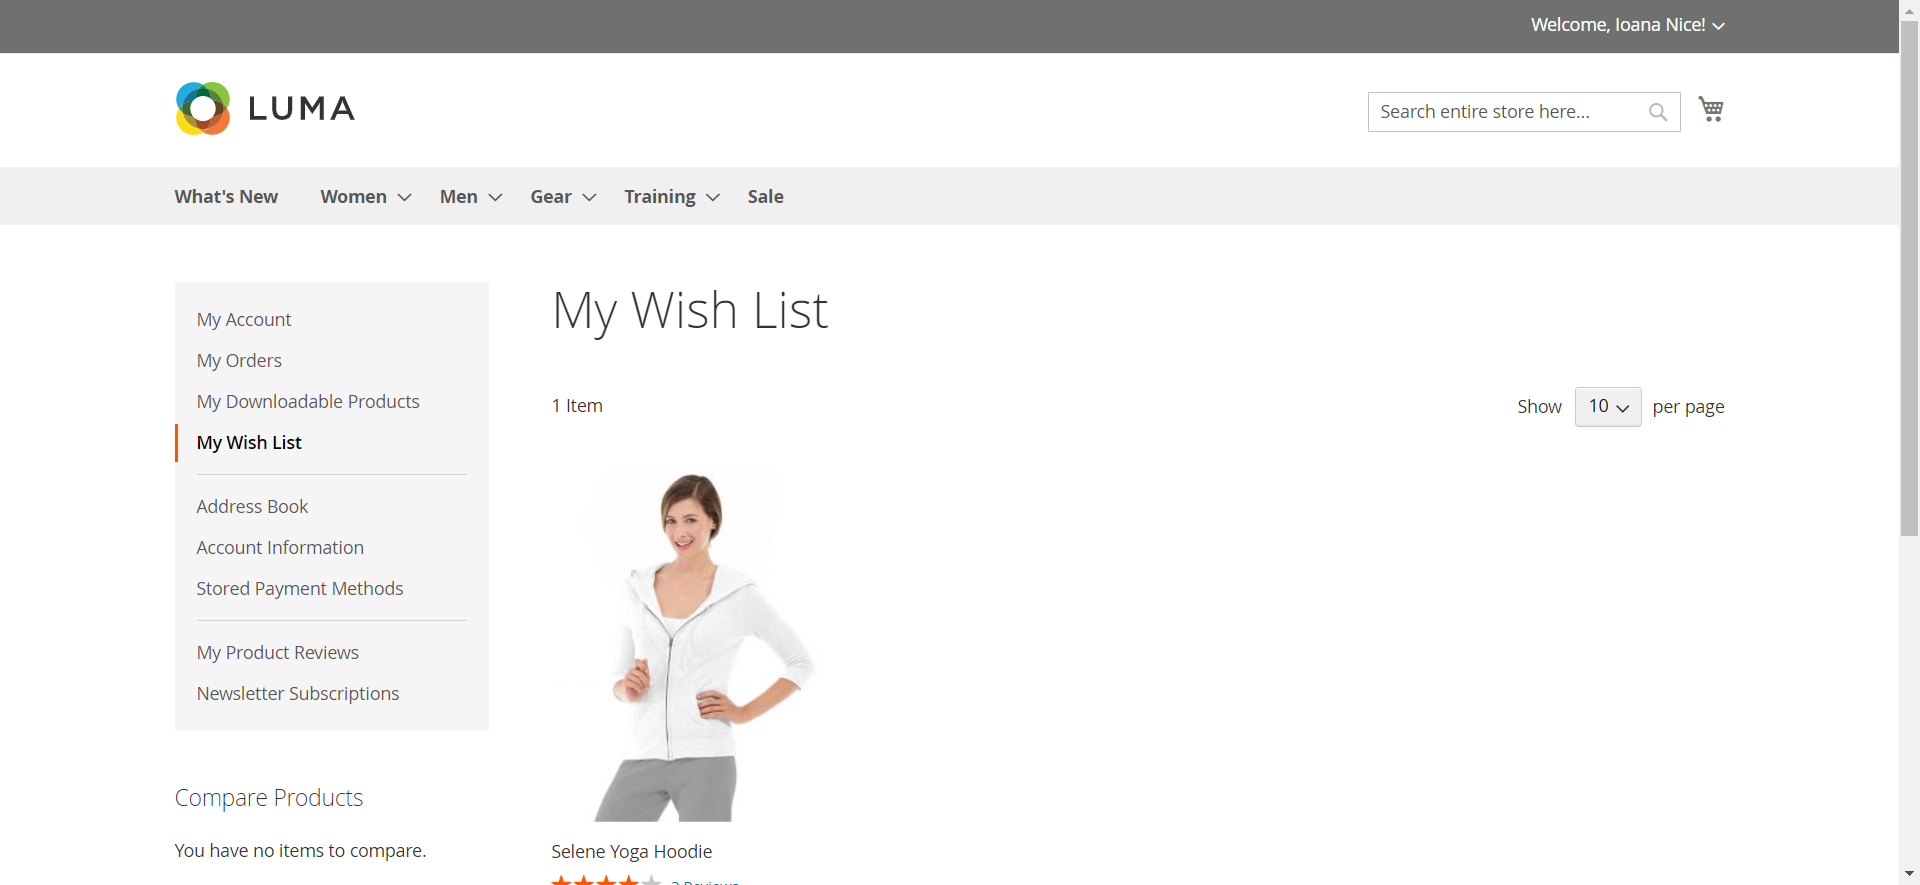 Welcome, Ioana Nice!
LUMA
Search entire store here...
What's New
Women
Men
Gear
Training
Sale
My Account
My Orders
My Downloadable Products
My Wish List
Address Book
Account Information
Stored Payment Methods
My Product Reviews
Newsletter Subscriptions
Compare Products
You have no items to compare.
My Wish List
1 Item
Show 10 per page
Selene Yoga Hoodie
Reviews